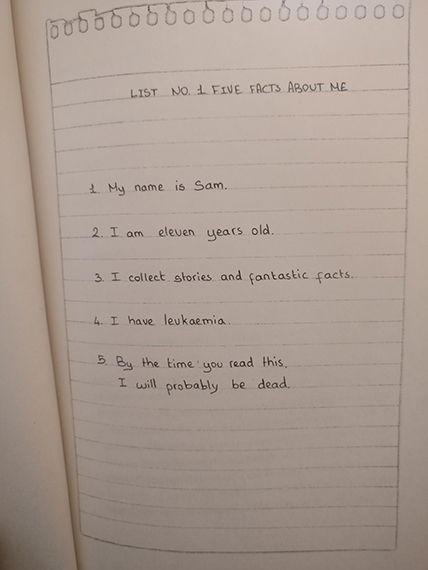 LIST NO. 1 FIVE FACTS ABOUT ME
1. My name is Sam.
2. I am eleven years old.
3. I collect stories and fantastic facts.
4. I have leukaemia.
5. By the time you read this,
I will probably be dead.